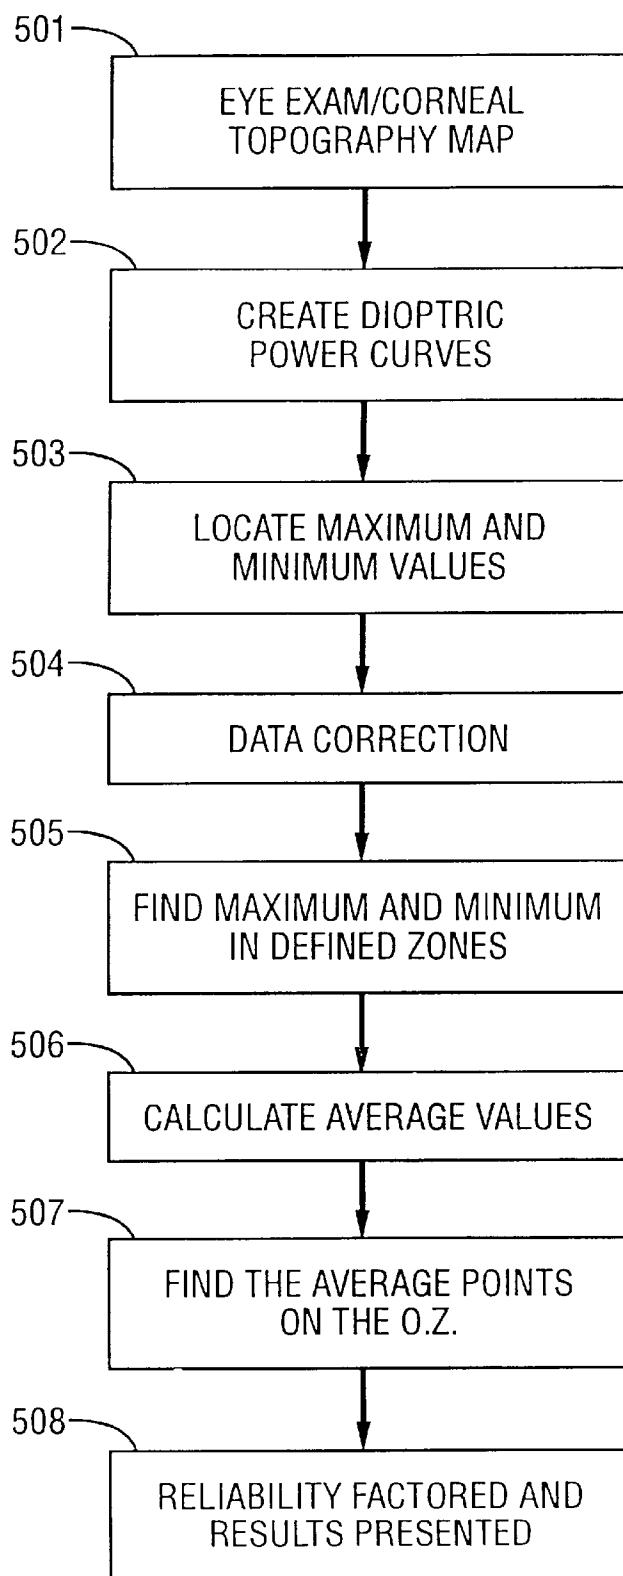 501
EYE EXAM/CORNEAL
TOPOGRAPHY MAP
502
CREATE DIOPTRIC
POWER CURVES
503
LOCATE MAXIMUM AND
MINIMUM VALUES
504
DATA CORRECTION
505
FIND MAXIMUM AND MINIMUM
IN DEFINED ZONES
506
CALCULATE AVERAGE VALUES
507
FIND THE AVERAGE POINTS
ON THE O.Z.
508
RELIABILITY FACTORED AND
RESULTS PRESENTED